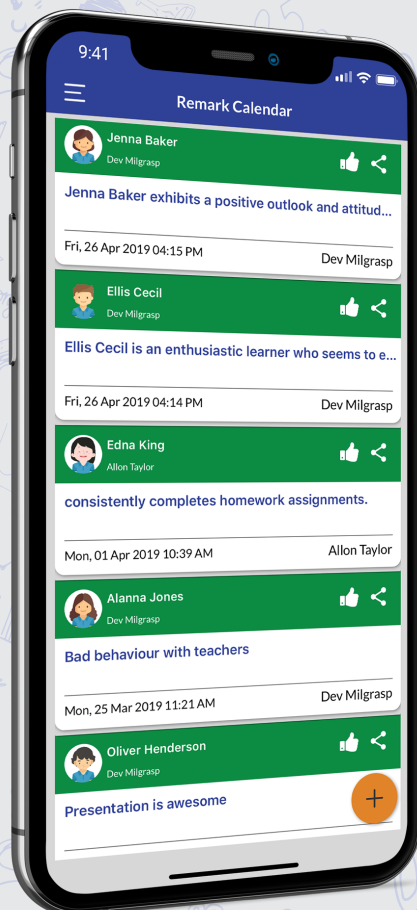 9:41
Remark Calendar
Jenna Baker
Dev Milgrasp
Jenna Baker exhibits a positive outlook and attitud...
Fri, 26 Apr 2019 04:15 PM
Dev Milgrasp
Ellis Cecil
Dev Milgrasp
Ellis Cecil is an enthusiastic learner who seems to e...
Fri, 26 Apr 2019 04:14 PM
Dev Milgrasp
Edna King
Allon Taylor
consistently completes homework assignments.
Mon, 01 Apr 2019 10:39 AM
Allon Taylor
Alanna Jones
Dev Milgrasp
Bad behaviour with teachers
Mon, 25 Mar 2019 11:21 AM
Dev Milgrasp
Oliver Henderson
Dev Milgrasp
Presentation is awesome